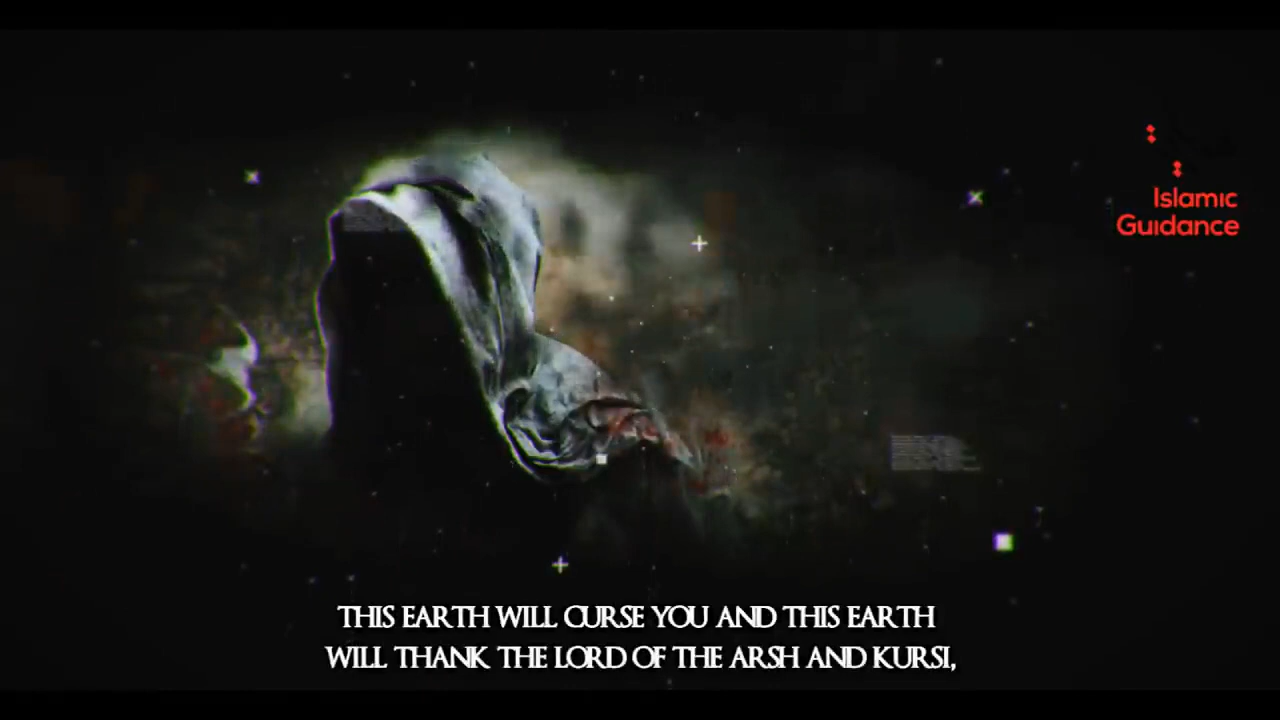 Islamic
Guidance
THIS EARTH WILL CURSE YOU AND THIS EARTH
WILL THANK THE LORD OF THE ARSH AND KURSI,